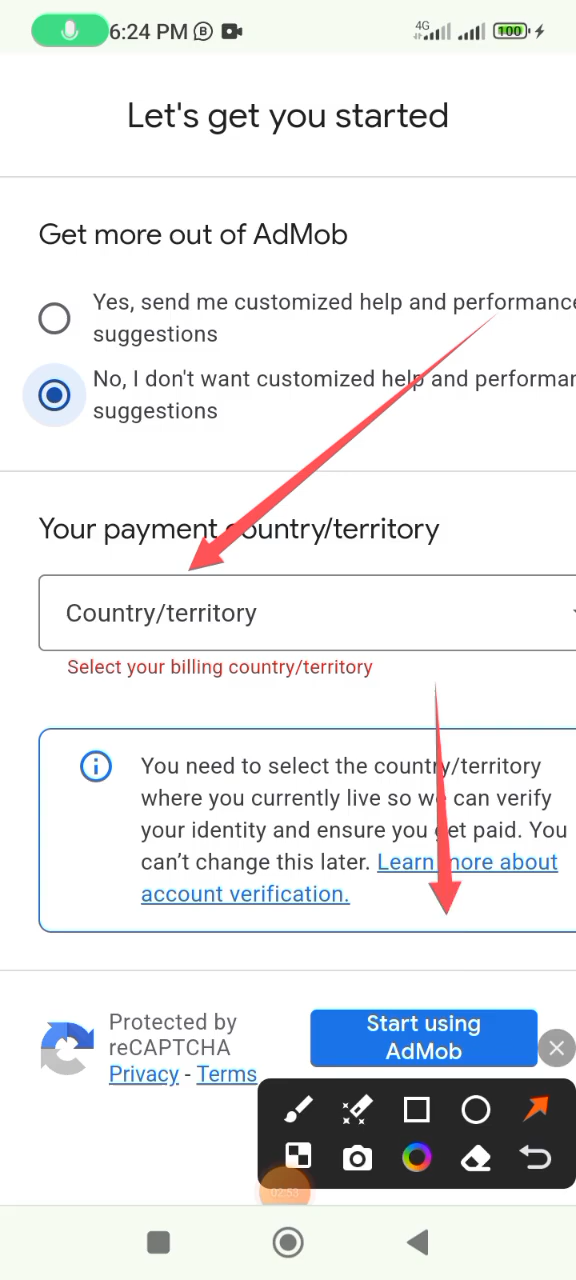 6:24 PM B 4G 100
Let's get you started
Get more out of AdMob
Yes, send me customized help and performance
suggestions
No, I don't want customized help and performan
suggestions
Your payment country/territory
Country/territory
Select your billing country/territory
You need to select the country/territory
where you currently live so we can verify
your identity and ensure you get paid. You
can't change this later. Learn more about
account verification.
Protected by
reCAPTCHA
Privacy - Terms
Start using
AdMob
02:53